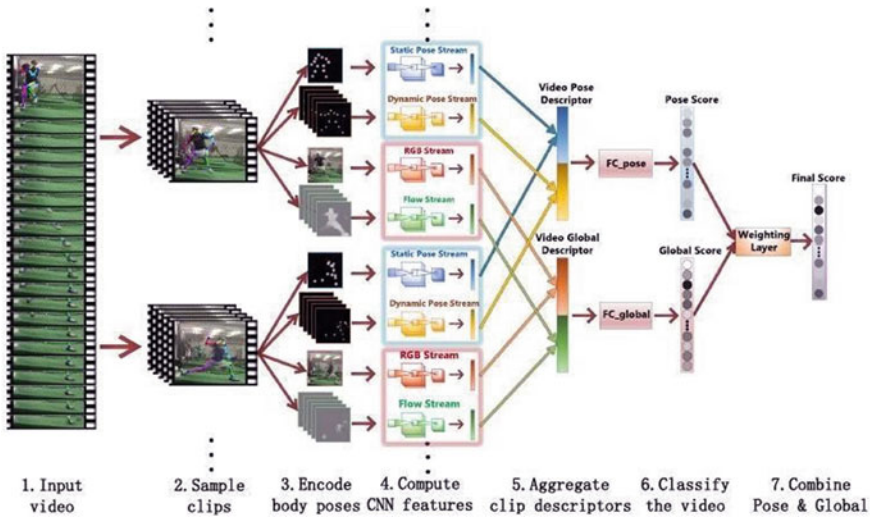 Static Pose Stream
Dynamic Pose Stream
RGB Stream
Flow Stream
Static Pose Stream
Dynamic Pose Stream
RGB Stream
Flow Stream
Video Pose
Descriptor
Video Global
Descriptor
FC_pose
FC_global
Pose Score
Global Score
Weighting
Layer
Final Score
1. Input
video
2. Sample
clips
3. Encode
body poses
4. Compute
CNN features
5. Aggregate
clip descriptors
6. Classify
the video
7. Combine
Pose & Global